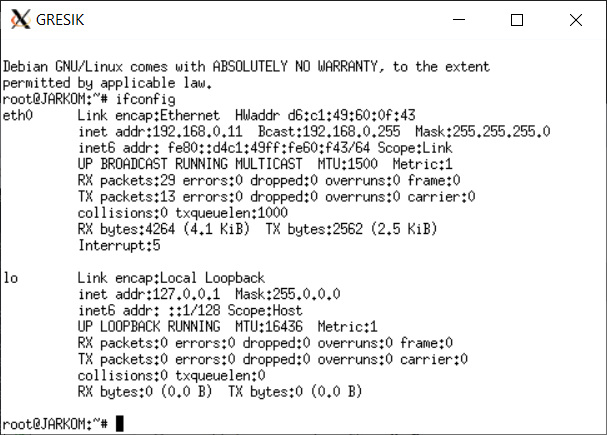 GRESIK
Debian GNU/Linux comes with ABSOLUTELY NO WARRANTY, to the extent
permitted by applicable law.
root@JARKOM:~# ifconfig
eth0      Link encap:Ethernet  HWaddr d6:c1:49:60:0f:43
          inet addr:192.168.0.11  Bcast:192.168.0.255  Mask:255.255.255.0
          inet6 addr: fe80::d4c1:49ff:fe60:f43/64 Scope:Link
          UP BROADCAST RUNNING MULTICAST  MTU:1500  Metric:1
          RX packets:29 errors:0 dropped:0 overruns:0 frame:0
          TX packets:13 errors:0 dropped:0 overruns:0 carrier:0
          collisions:0 txqueuelen:1000
          RX bytes:4264 (4.1 KiB)  TX bytes:2562 (2.5 KiB)
          Interrupt:5
lo        Link encap:Local Loopback
          inet addr:127.0.0.1  Mask:255.0.0.0
          inet6 addr: ::1/128 Scope:Host
          UP LOOPBACK RUNNING  MTU:16436  Metric:1
          RX packets:0 errors:0 dropped:0 overruns:0 frame:0
          TX packets:0 errors:0 dropped:0 overruns:0 carrier:0
          collisions:0 txqueuelen:0
          RX bytes:0 (0.0 B)  TX bytes:0 (0.0 B)
root@JARKOM:~#